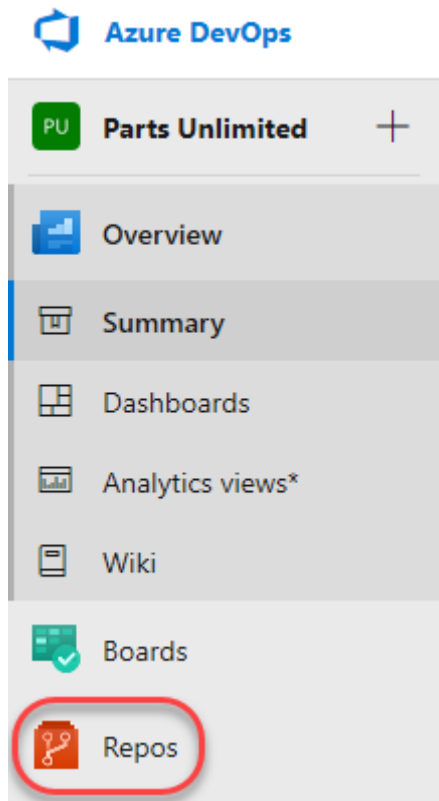 Azure DevOps
PU Parts Unlimited +
Overview
Summary
Dashboards
Analytics views*
Wiki
Boards
Repos